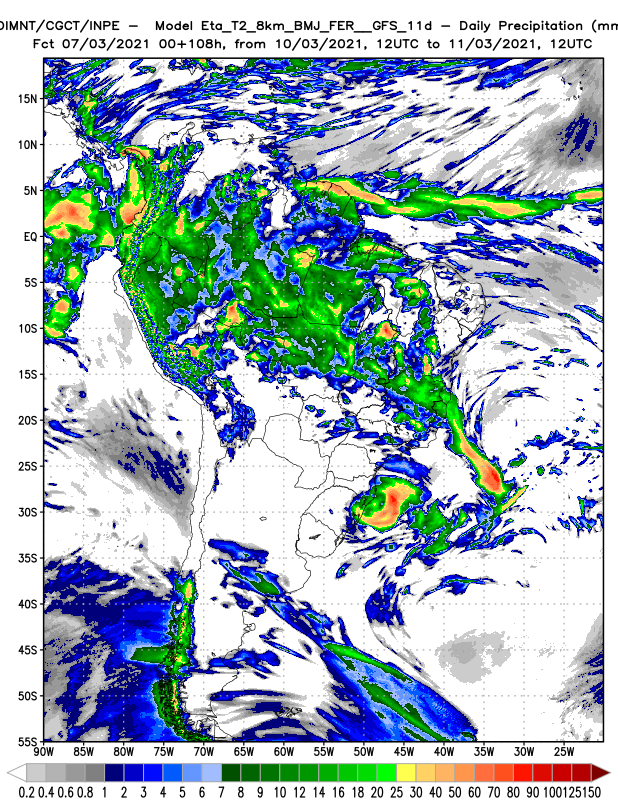 DIMNT/CGCT/INPE − Model Eta_T2_8km_BMJ_FER__GFS_11d − Daily Precipitation (mm
Fct 07/03/2021 00+108h, from 10/03/2021, 12UTC to 11/03/2021, 12UTC
15N
10N
5N
EQ
5S
10S
15S
20S
25S
30S
35S
40S
45S
50S
55S
90W 85W 80W 75W 70W 65W 60W 55W 50W 45W 40W 35W 30W 25W
0.2 0.4 0.6 0.8 1 2 3 4 5 6 7 8 9 10 12 14 16 18 20 25 30 40 50 60 70 80 90 100 125 150